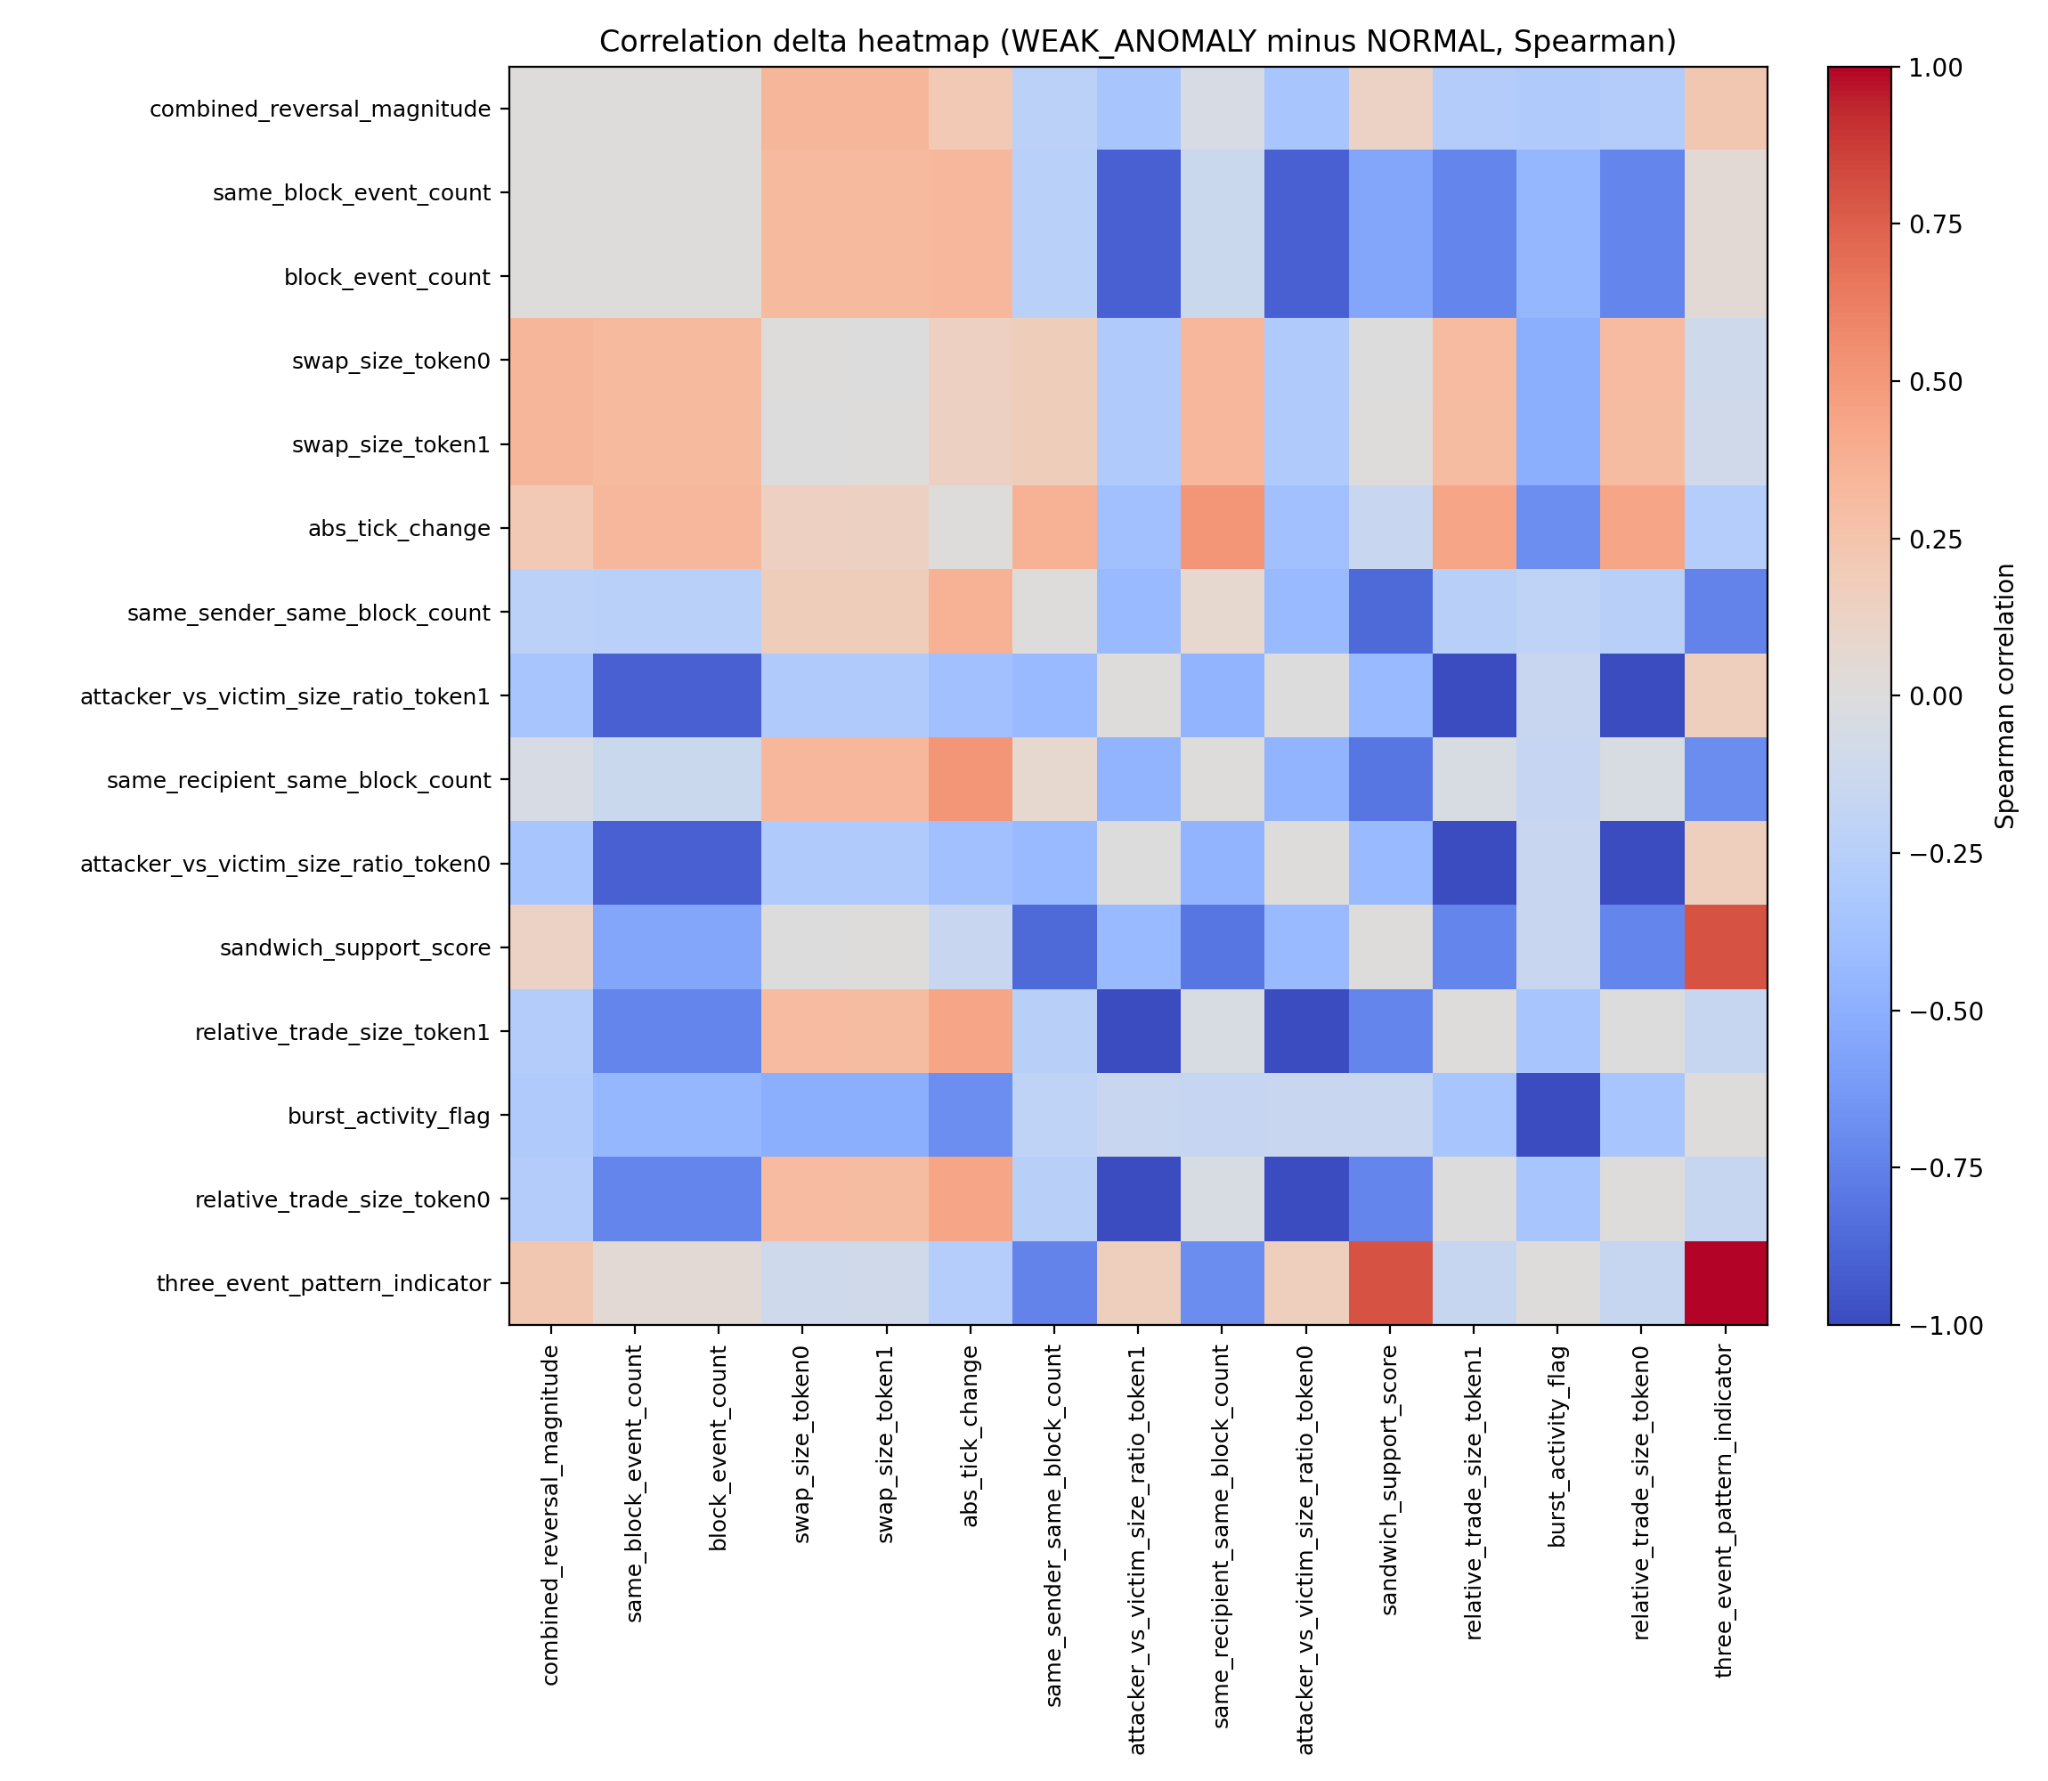 Correlation delta heatmap (WEAK_ANOMALY minus NORMAL, Spearman)
combined_reversal_magnitude
same_block_event_count
block_event_count
swap_size_token0
swap_size_token1
abs_tick_change
same_sender_same_block_count
attacker_vs_victim_size_ratio_token1
same_recipient_same_block_count
attacker_vs_victim_size_ratio_token0
sandwich_support_score
relative_trade_size_token1
burst_activity_flag
relative_trade_size_token0
three_event_pattern_indicator
combined_reversal_magnitude
same_block_event_count
block_event_count
swap_size_token0
swap_size_token1
abs_tick_change
same_sender_same_block_count
attacker_vs_victim_size_ratio_token1
same_recipient_same_block_count
attacker_vs_victim_size_ratio_token0
sandwich_support_score
relative_trade_size_token1
burst_activity_flag
relative_trade_size_token0
three_event_pattern_indicator
1.00
0.75
0.50
0.25
0.00
−0.25
−0.50
−0.75
−1.00
Spearman correlation